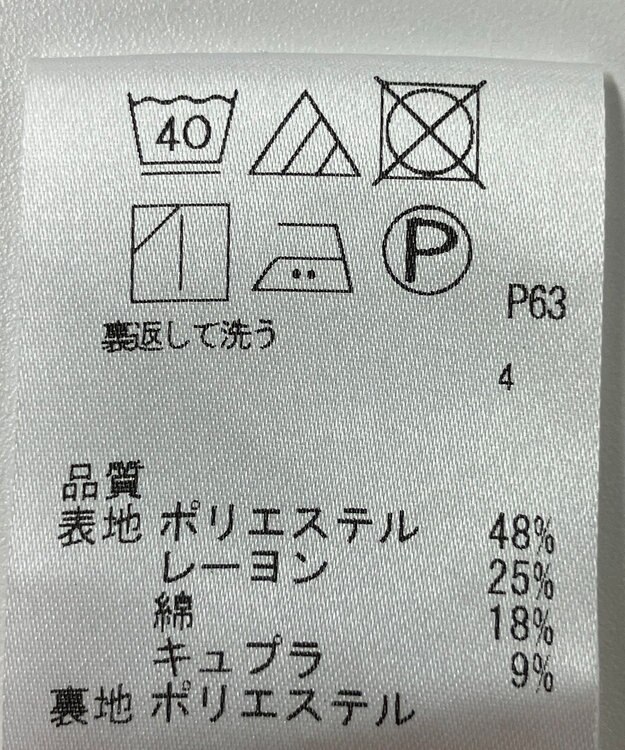 40
P
P63
裏返して洗う
4
品質
表地 ポリエステル 48%
レーヨン 25%
綿 18%
キュプラ 9%
裏地 ポリエステル